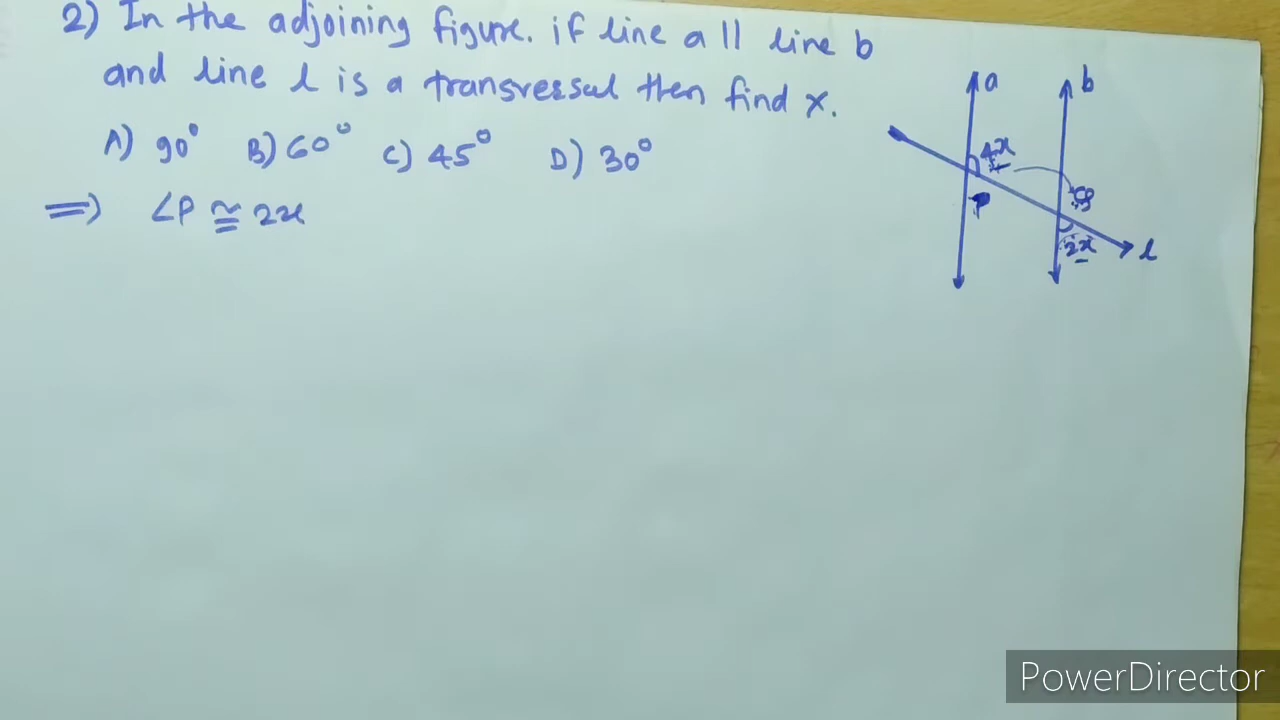 2) In the adjoining figure. if line a || line b
and line l is a transversal then find x.
A) 90° B) 60° C) 45° D) 30°
⇒ ∠P ≅ 2x
a
b
4x
P
2x
l
PowerDirector